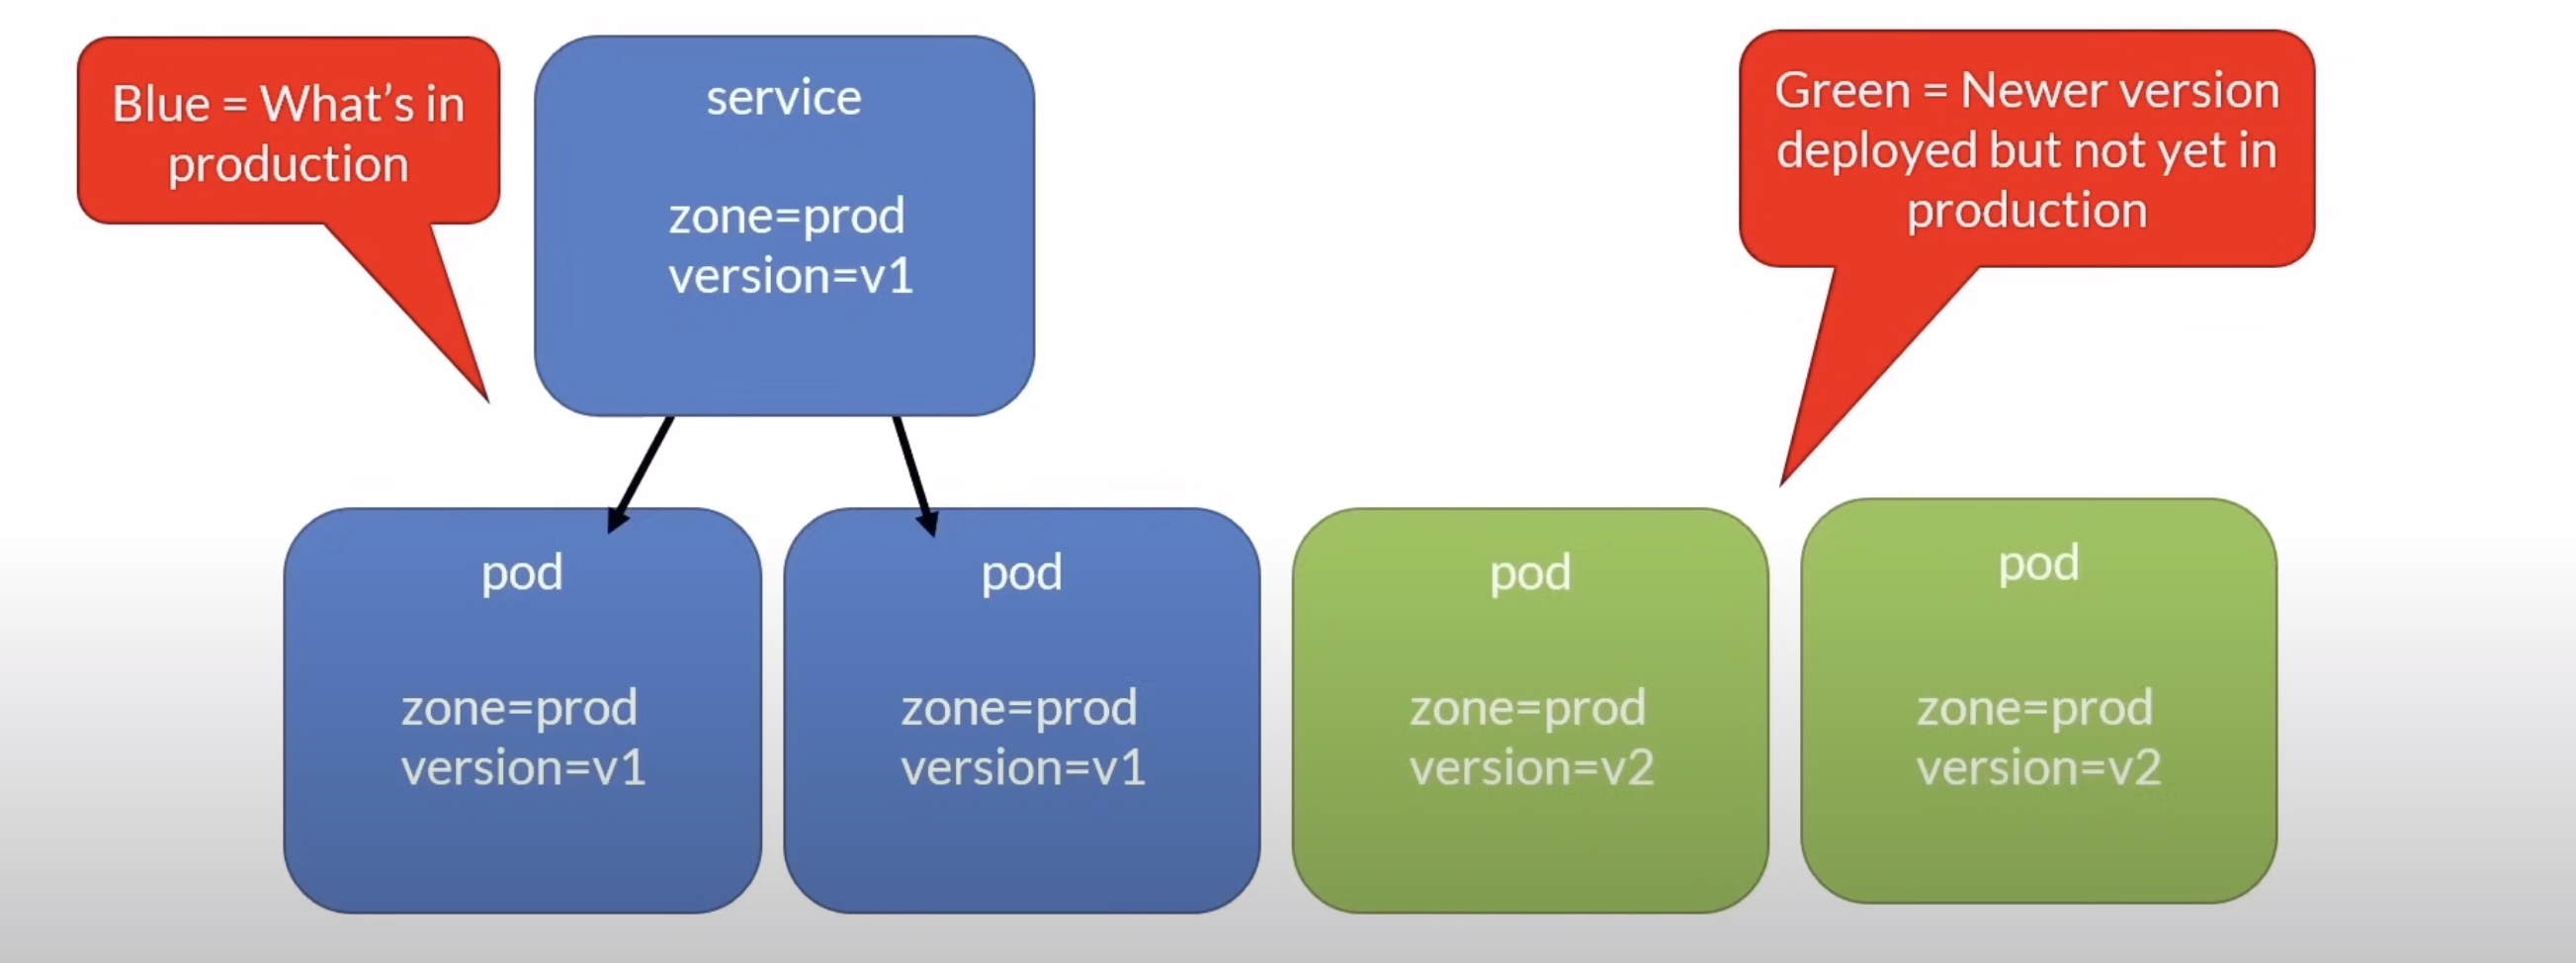 Blue = What’s in
production
service
zone=prod
version=v1
Green = Newer version
deployed but not yet in
production
pod
zone=prod
version=v1
pod
zone=prod
version=v1
pod
zone=prod
version=v2
pod
zone=prod
version=v2